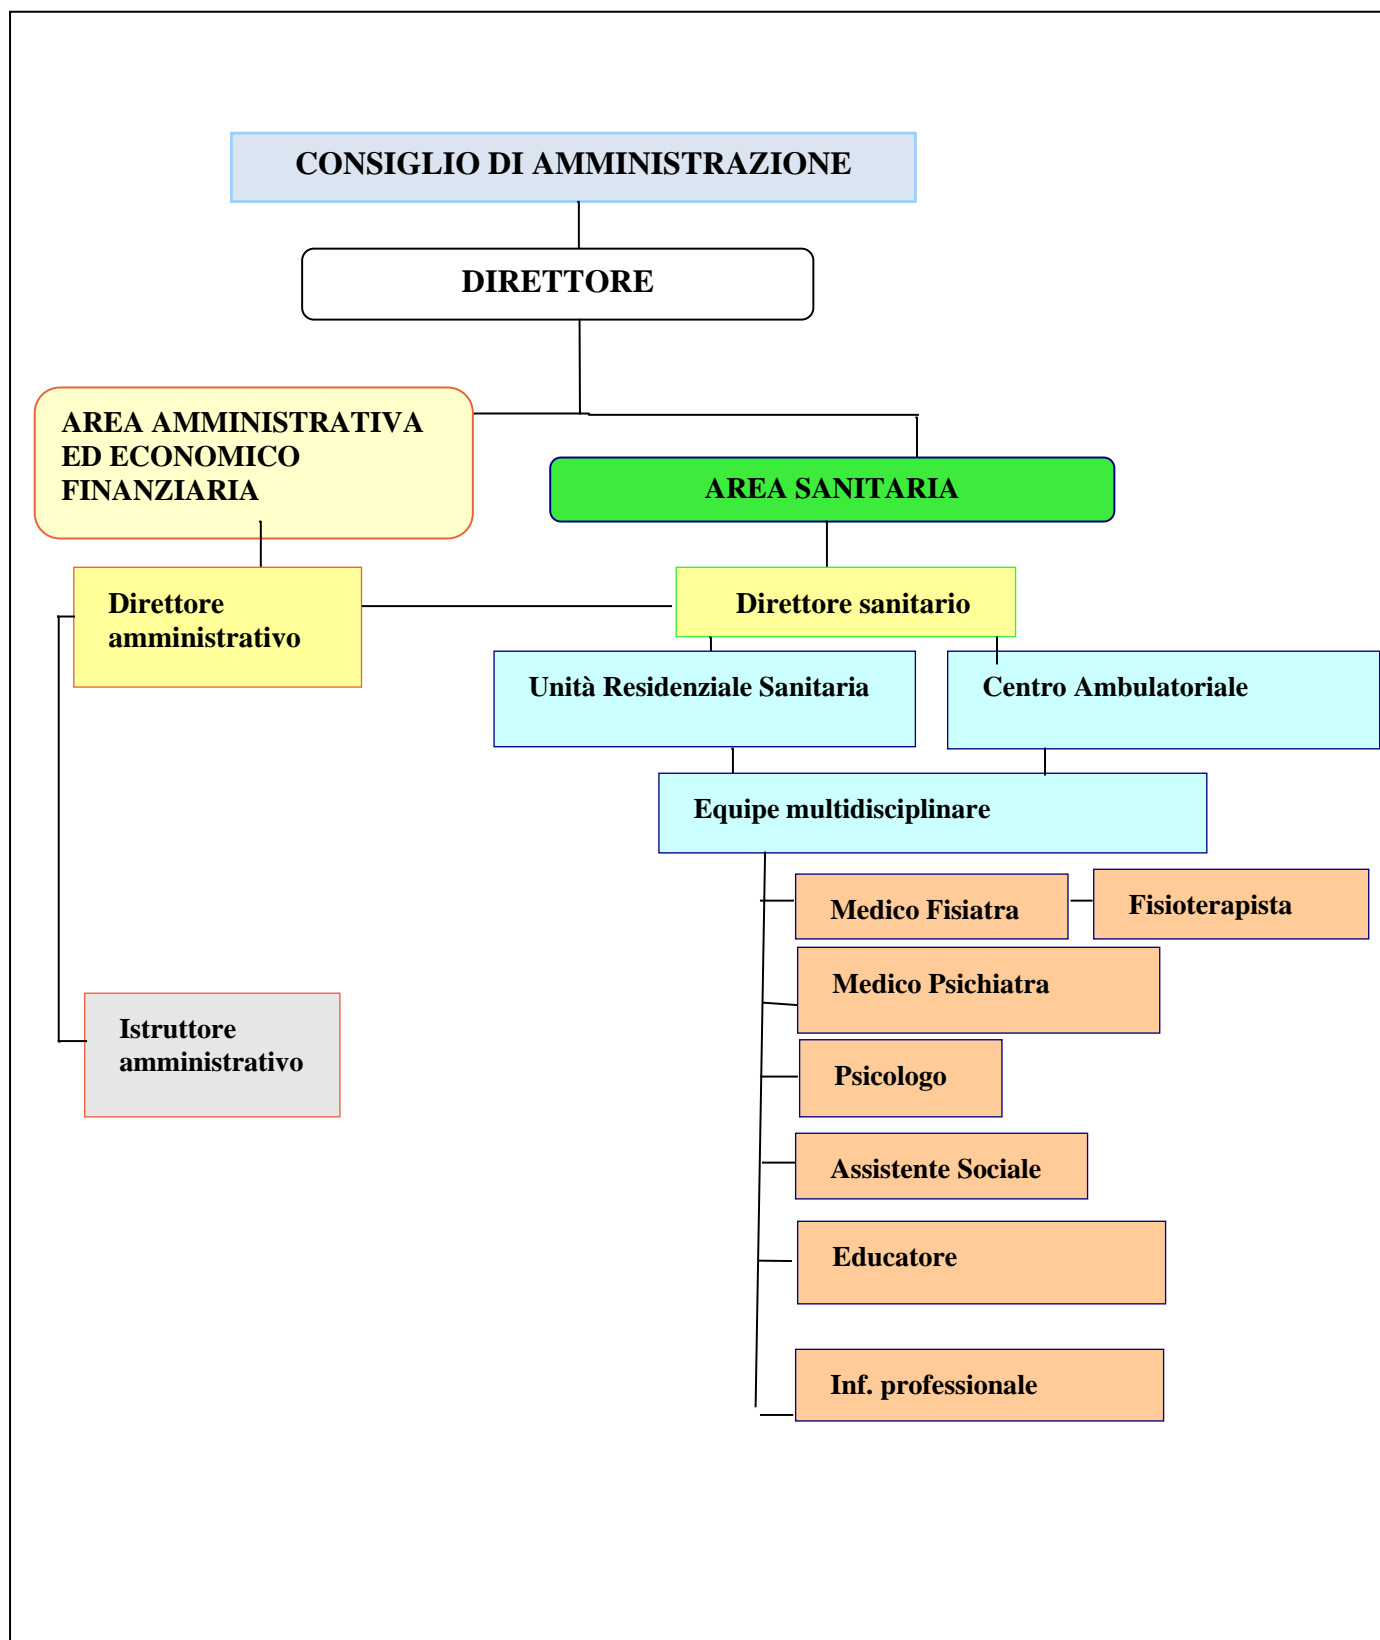 CONSIGLIO DI AMMINISTRAZIONE
DIRETTORE
AREA AMMINISTRATIVA
ED ECONOMICO
FINANZIARIA
AREA SANITARIA
Direttore
amministrativo
Direttore sanitario
Unità Residenziale Sanitaria
Centro Ambulatoriale
Equipe multidisciplinare
Medico Fisiatra
Fisioterapista
Medico Psichiatra
Istruttore
amministrativo
Psicologo
Assistente Sociale
Educatore
Inf. professionale